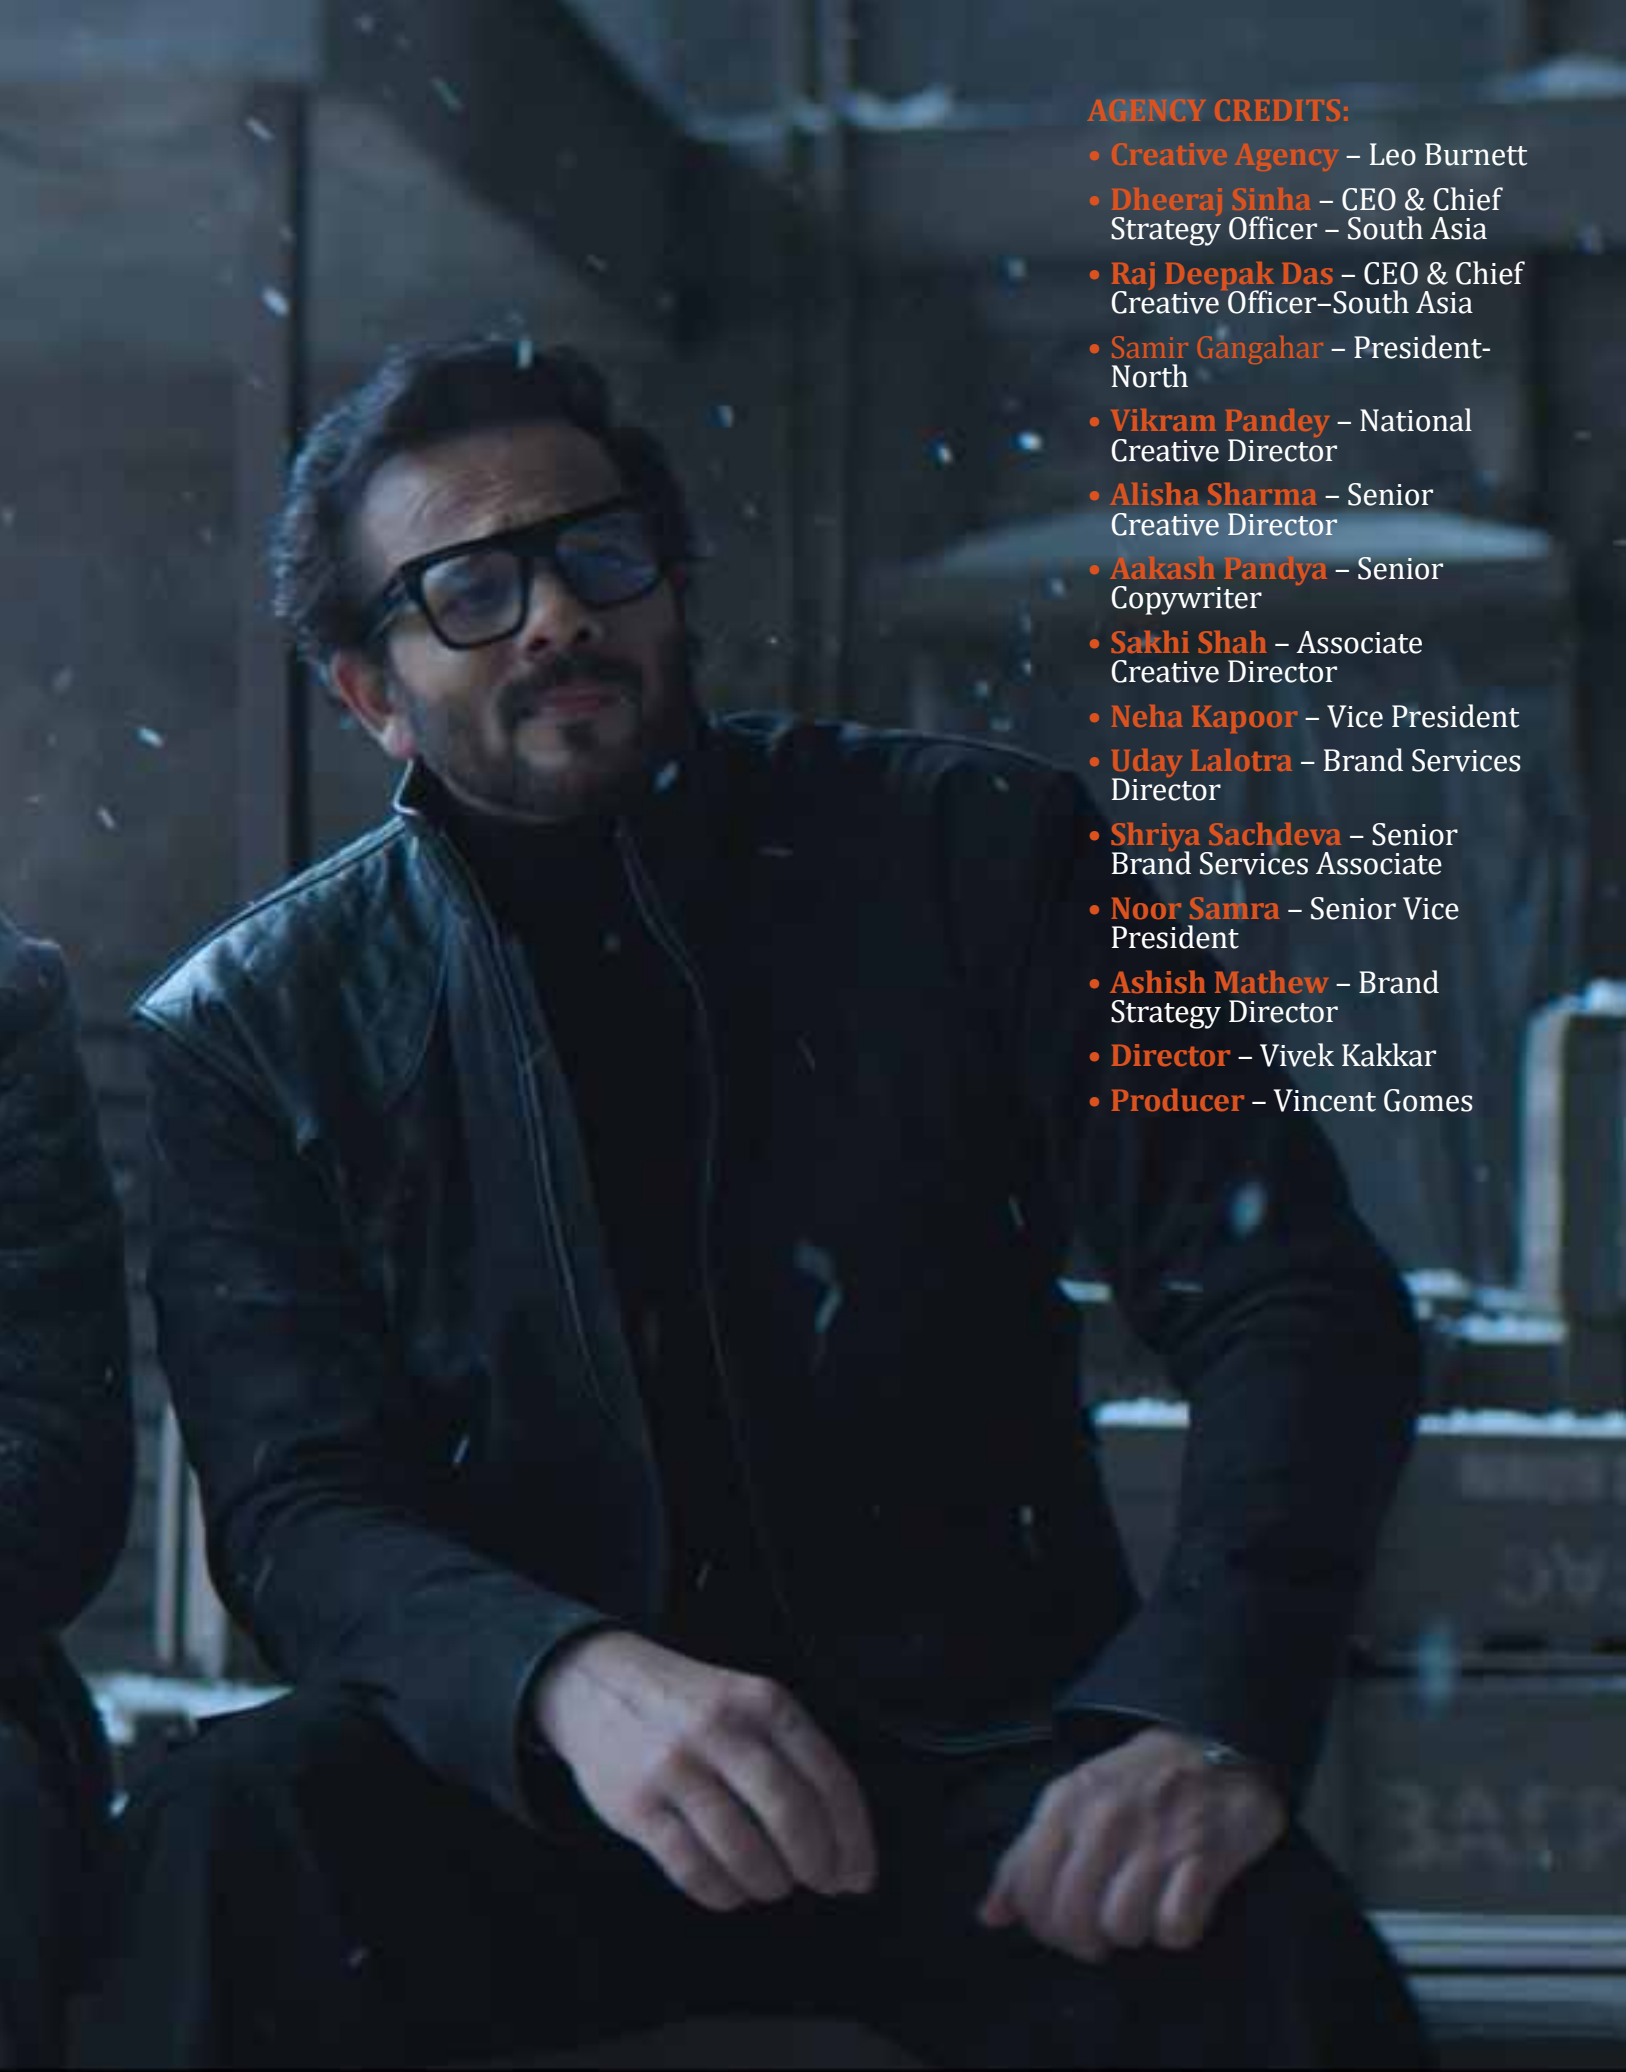 AGENCY CREDITS:
• Creative Agency – Leo Burnett
• Dheeraj Sinha – CEO & Chief
Strategy Officer – South Asia
• Raj Deepak Das – CEO & Chief
Creative Officer–South Asia
• Samir Gangahar – President-
North
• Vikram Pandey – National
Creative Director
• Alisha Sharma – Senior
Creative Director
• Aakash Pandya – Senior
Copywriter
• Sakhi Shah – Associate
Creative Director
• Neha Kapoor – Vice President
• Uday Lalotra – Brand Services
Director
• Shriya Sachdeva – Senior
Brand Services Associate
• Noor Samra – Senior Vice
President
• Ashish Mathew – Brand
Strategy Director
• Director – Vivek Kakkar
• Producer – Vincent Gomes